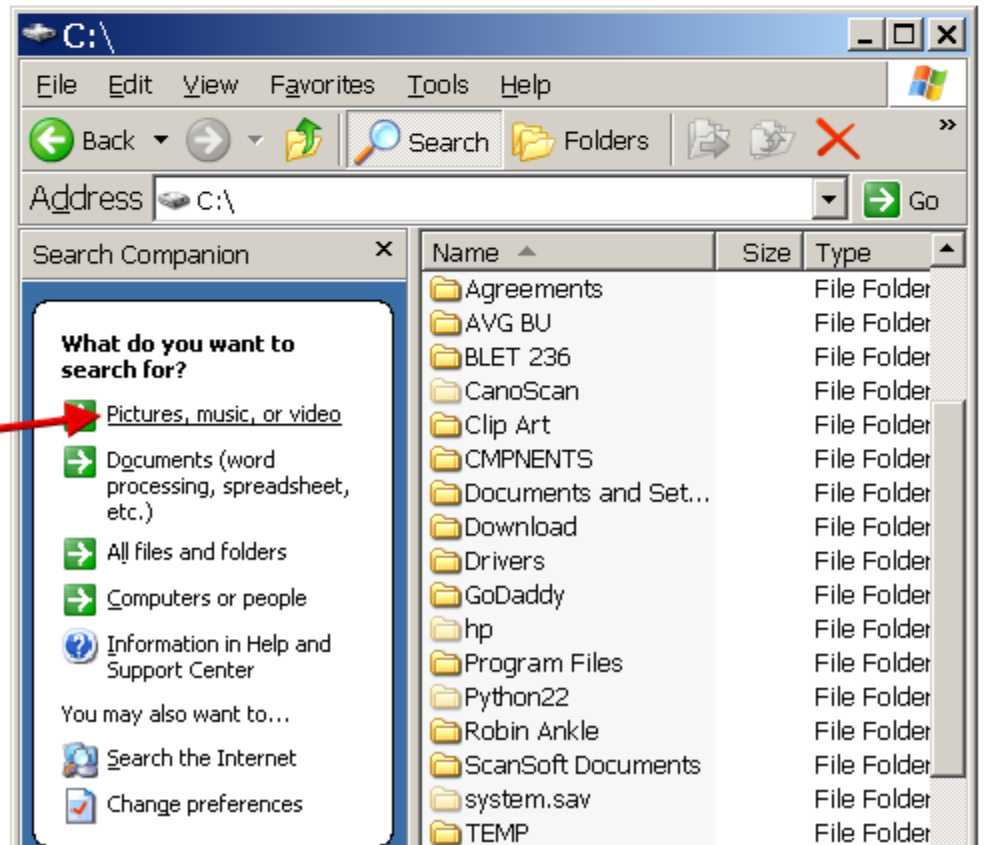 C:\
File Edit View Favorites Tools Help
Back Search Folders »
Address C:\ Go
Search Companion
What do you want to
search for?
Pictures, music, or video
Documents (word
processing, spreadsheet,
etc.)
All files and folders
Computers or people
Information in Help and
Support Center
You may also want to...
Search the Internet
Change preferences
Name Size Type
Agreements File Folder
AVG BU File Folder
BLET 236 File Folder
CanoScan File Folder
Clip Art File Folder
CMPNENTS File Folder
Documents and Set... File Folder
Download File Folder
Drivers File Folder
GoDaddy File Folder
hp File Folder
Program Files File Folder
Python22 File Folder
Robin Ankle File Folder
ScanSoft Documents File Folder
system.sav File Folder
TEMP File Folder